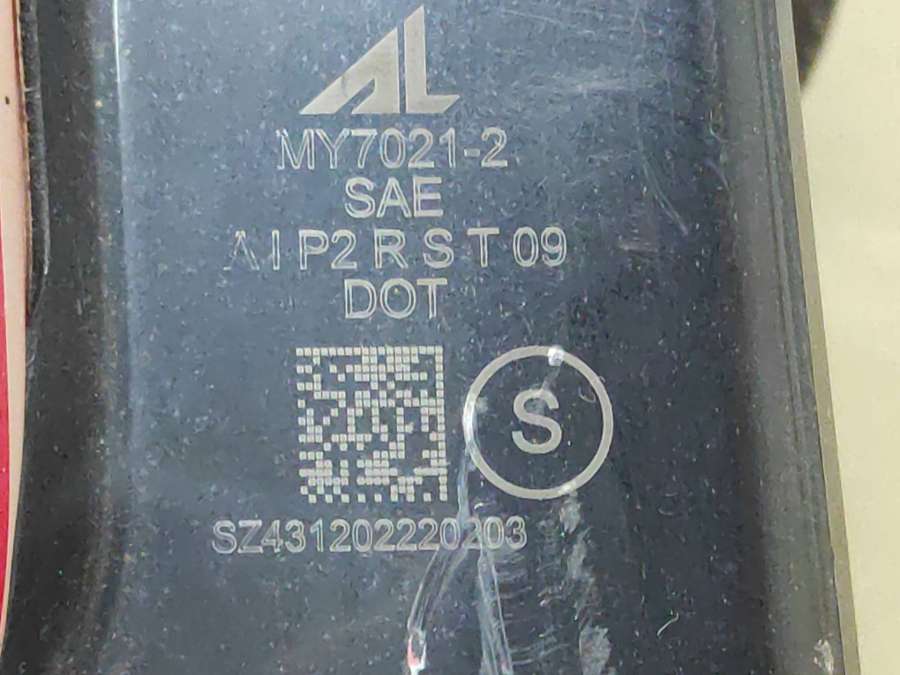 AL
MY7021-2
SAE
A I P2 R S T 09
DOT
S
SZ431202220203